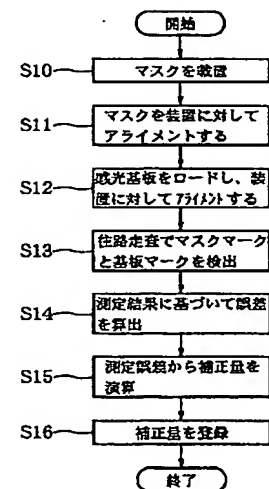 開始
S10
マスクを載置
S11
マスクを装置に対して
アライメントする
S12
感光基板をロードし、装
置に対してアライメントする
S13
往路走査でマスクマーク
と基板マークを検出
S14
測定結果に基づいて誤差
を算出
S15
測定誤差から補正量を
演算
S16
補正量を登録
終了